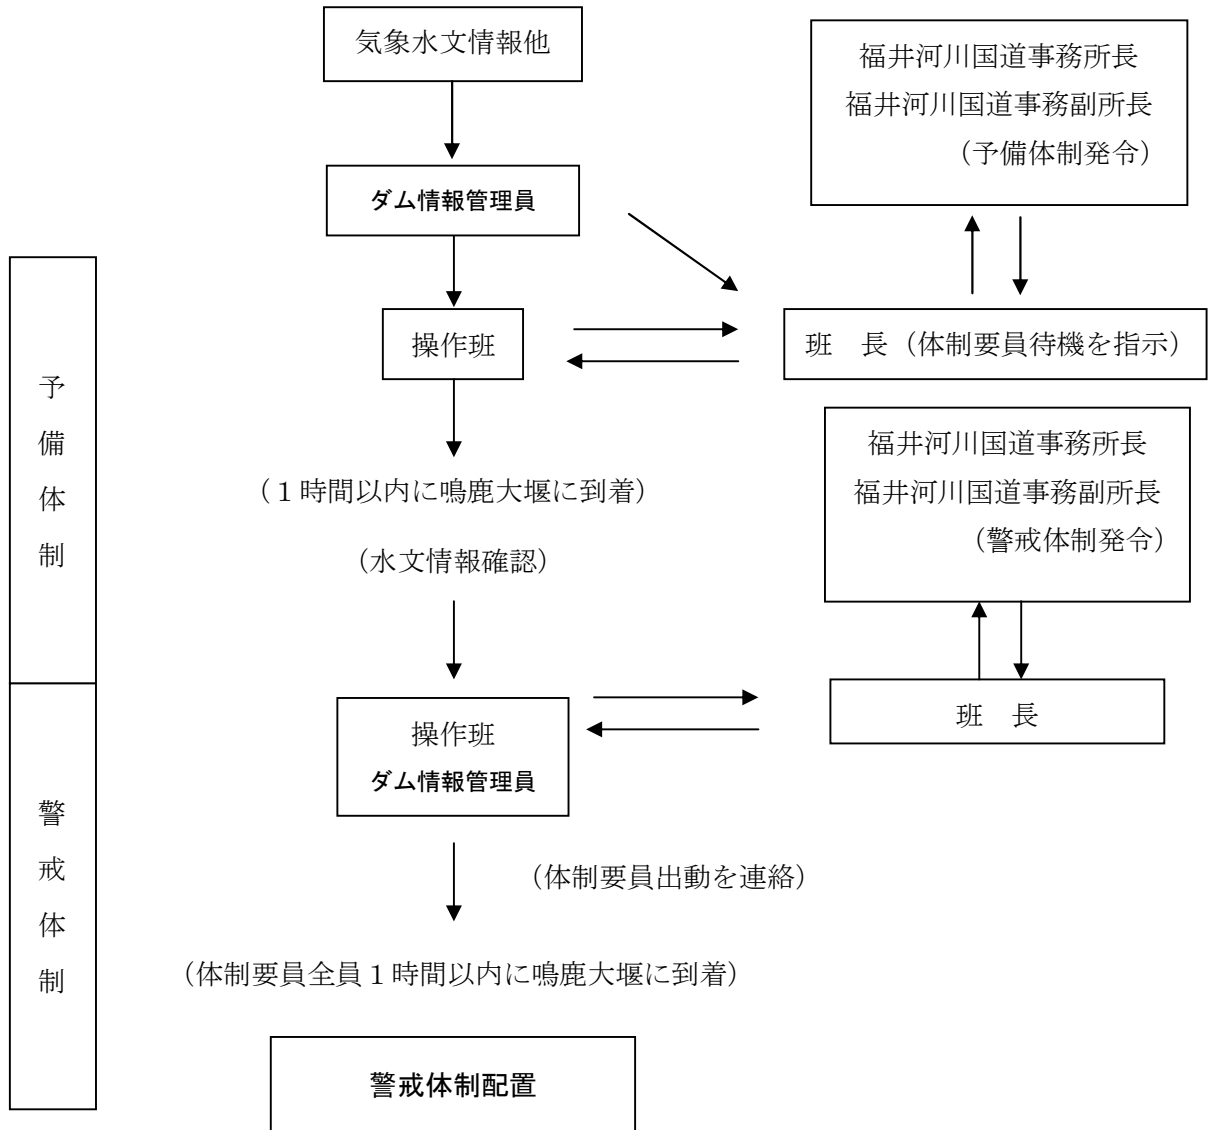 気象水文情報他
福井河川国道事務所長
福井河川国道事務副所長
（予備体制発令）
ダム情報管理員
操作班
班　長（体制要員待機を指示）
予備体制
（１時間以内に鳴鹿大堰に到着）
（水文情報確認）
福井河川国道事務所長
福井河川国道事務副所長
（警戒体制発令）
操作班
ダム情報管理員
班　長
警戒体制
（体制要員出動を連絡）
（体制要員全員１時間以内に鳴鹿大堰に到着）
警戒体制配置